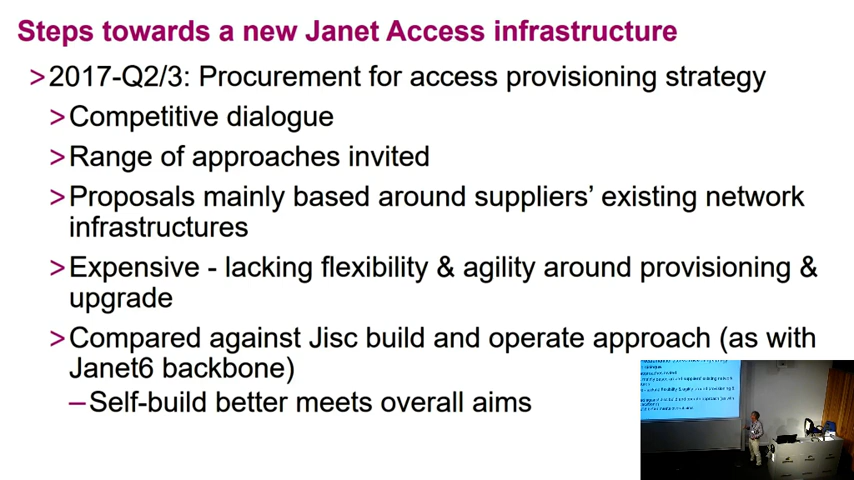 Steps towards a new Janet Access infrastructure
>2017-Q2/3: Procurement for access provisioning strategy
>Competitive dialogue
>Range of approaches invited
>Proposals mainly based around suppliers’ existing network
infrastructures
>Expensive - lacking flexibility & agility around provisioning &
upgrade
>Compared against Jisc build and operate approach (as with
Janet6 backbone)
–Self-build better meets overall aims